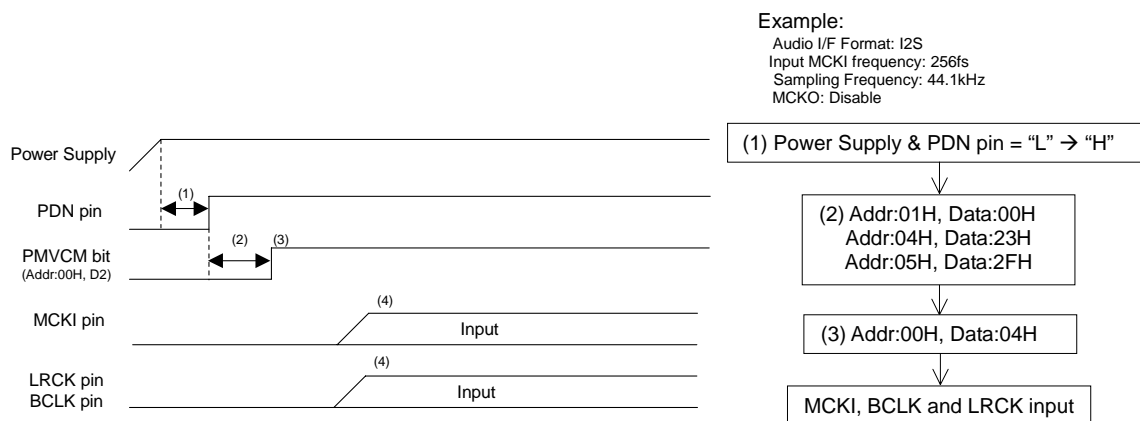 Example:
Audio I/F Format: I2S
Input MCKI frequency: 256fs
Sampling Frequency: 44.1kHz
MCKO: Disable
Power Supply
(1)
PDN pin
(2)
(3)
PMVCM bit
(Addr:00H, D2)
(4)
MCKI pin
Input
(4)
LRCK pin
BCLK pin
Input
(1) Power Supply & PDN pin = “L” → “H”
(2) Addr:01H, Data:00H
Addr:04H, Data:23H
Addr:05H, Data:2FH
(3) Addr:00H, Data:04H
MCKI, BCLK and LRCK input